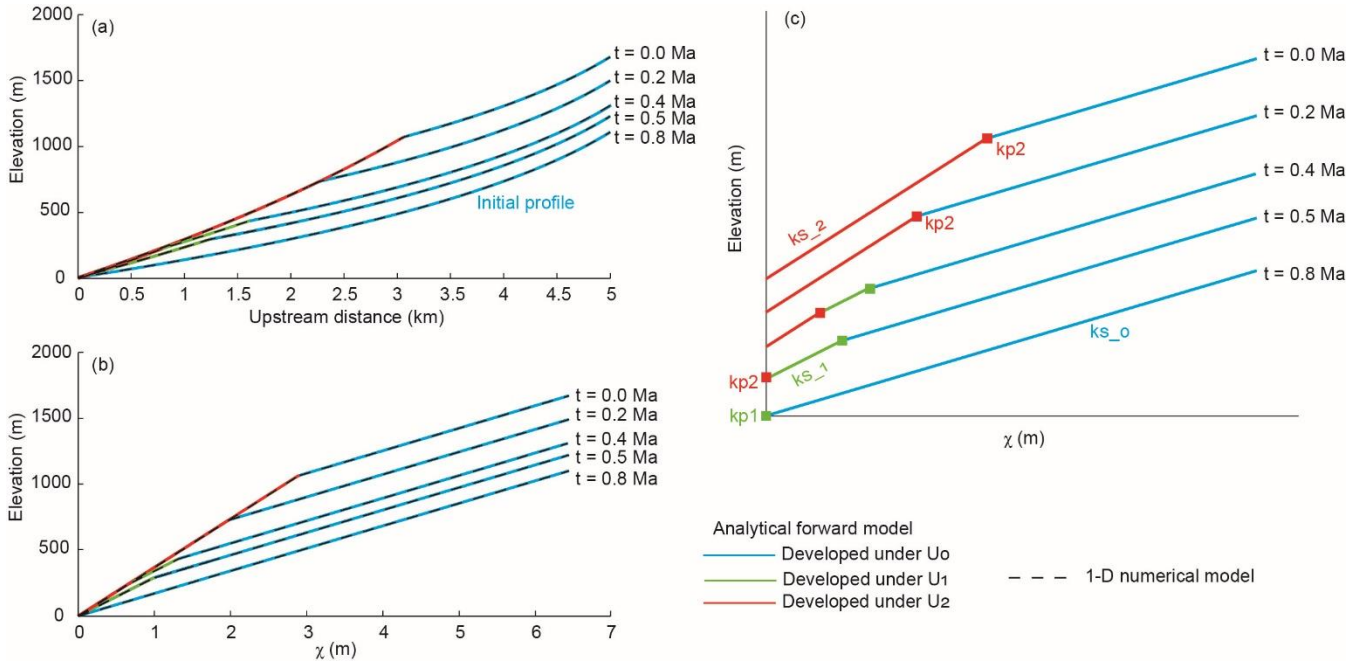 (a)
2000
1500
1000
500
0
Elevation (m)
t = 0.0 Ma
t = 0.2 Ma
t = 0.4 Ma
t = 0.5 Ma
t = 0.8 Ma
Initial profile
0 0.5 1 1.5 2 2.5 3 3.5 4 4.5 5
Upstream distance (km)
(b)
2000
1500
1000
500
0
Elevation (m)
t = 0.0 Ma
t = 0.2 Ma
t = 0.4 Ma
t = 0.5 Ma
t = 0.8 Ma
0 1 2 3 4 5 6 7
χ (m)
(c)
Elevation (m)
t = 0.0 Ma
t = 0.2 Ma
t = 0.4 Ma
t = 0.5 Ma
t = 0.8 Ma
kp2
kp2
ks_2
ks_1
ks_o
kp2
kp1
χ (m)
Analytical forward model
Developed under Uo
Developed under U1
Developed under U2
1-D numerical model